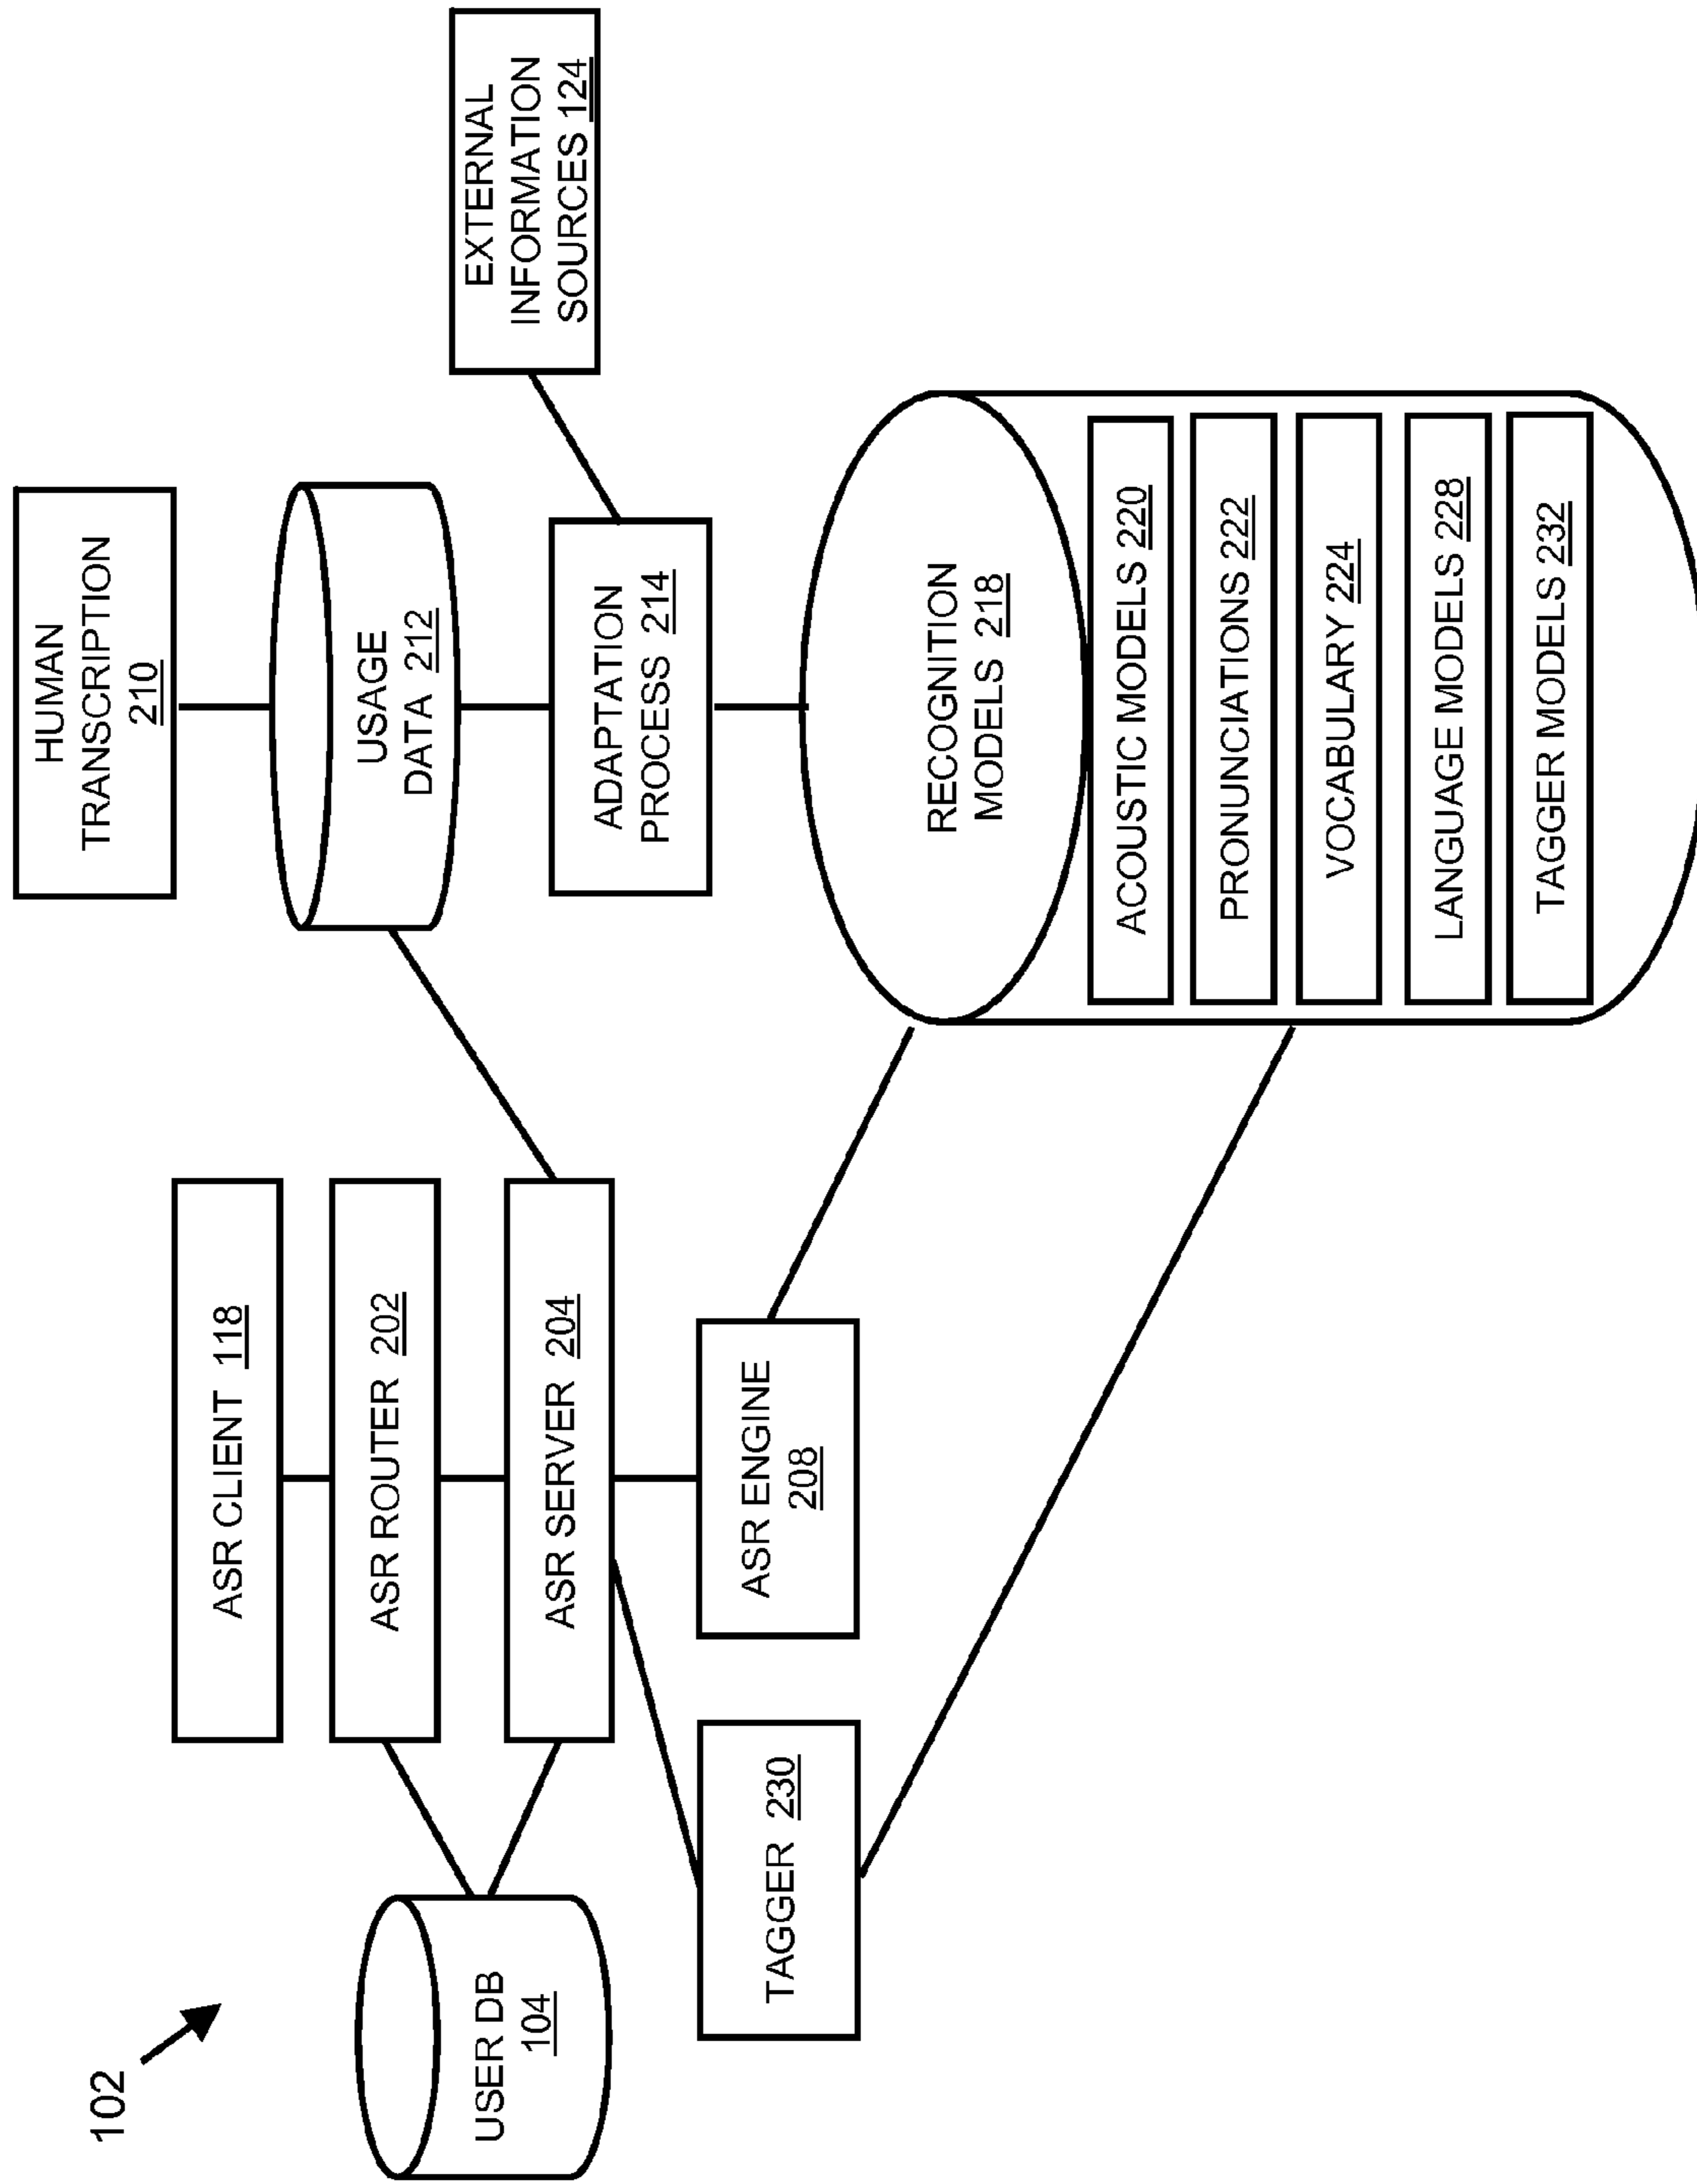 102
USER DB
104
ASR CLIENT 118
ASR ROUTER 202
ASR SERVER 204
TAGGER 230
ASR ENGINE
208
HUMAN
TRANSCRIPTION
210
USAGE
DATA 212
ADAPTATION
PROCESS 214
EXTERNAL
INFORMATION
SOURCES 124
RECOGNITION
MODELS 218
ACOUSTIC MODELS 220
PRONUNCIATIONS 222
VOCABULARY 224
LANGUAGE MODELS 228
TAGGER MODELS 232